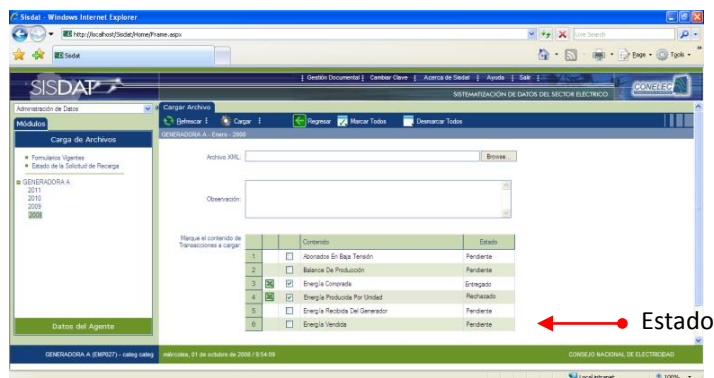 Sisdat - Windows Internet Explorer
http://localhost/Sisdat/Home/Frame.aspx
Live Search
Sisdat
Page
Tools
Gestión Documental | Cambiar Clave | Acerca de Sisdat | Ayuda | Salir
SISDAT
SISTEMATIZACIÓN DE DATOS DEL SECTOR ELÉCTRICO
CONELEC
Administración de Datos
Cargar Archivo
Módulos
Refrescar
Cargar
Regresar
Marcar Todos
Desmarcar Todos
GENERADORA A - Enero - 2008
Carga de Archivos
Formularios Vigentes
Estado de la Solicitud de Recarga
Archivo XML:
Browse...
GENERADORA A
2011
2010
2009
2008
Observación:
Marque el contenido de
Transacciones a cargar:
Contenido Estado
1 Abonados En Baja Tensión Pendiente
2 Balance De Producción Pendiente
3 Energía Comprada Entregado
4 Energía Producida Por Unidad Rechazado
5 Energía Recibida Del Generador Pendiente
6 Energía Vendida Pendiente
Estado
Datos del Agente
GENERADORA A (EMP027) - categ categ
miércoles, 01 de octubre de 2008 / 9:54:09
CONSEJO NACIONAL DE ELECTRICIDAD
Local intranet
100%